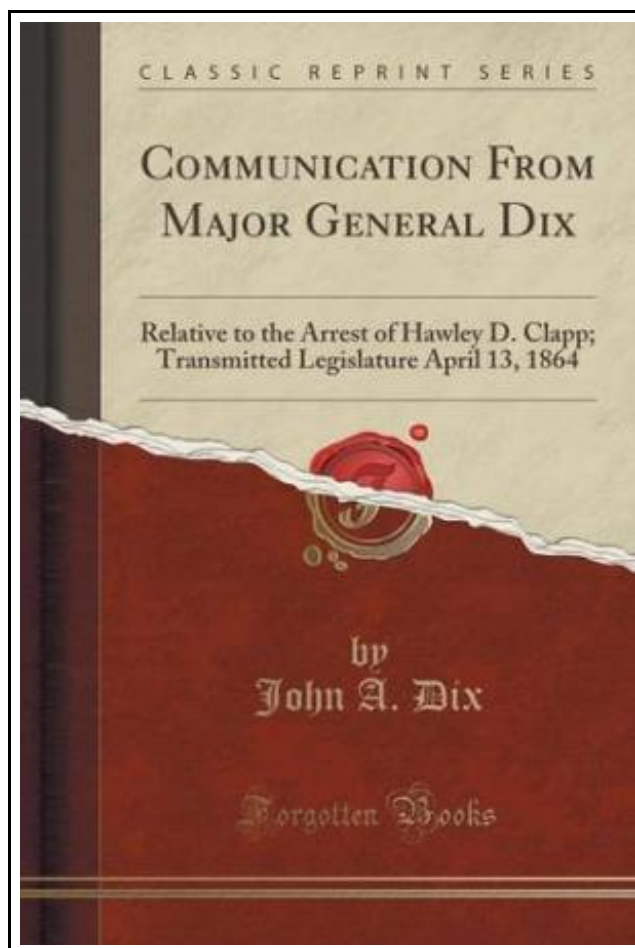 CLASSIC REPRINT SERIES
COMMUNICATION FROM
MAJOR GENERAL DIX
Relative to the Arrest of Hawley D. Clapp;
Transmitted Legislature April 13, 1864
by
John A. Dix
Forgotten Books